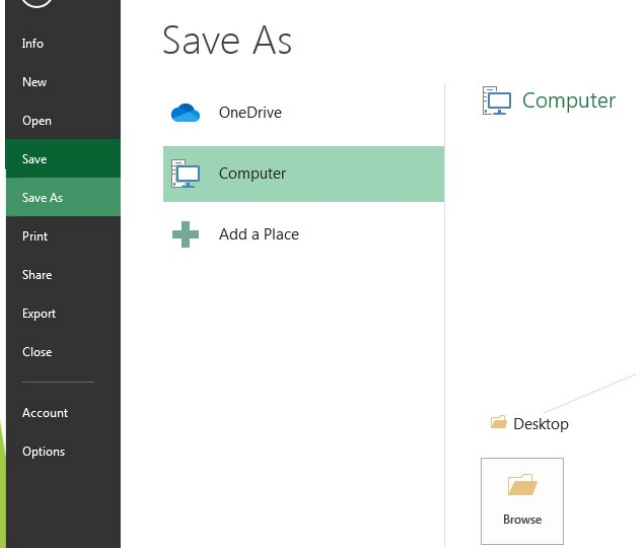 Info
New
Open
Save
Save As
Print
Share
Export
Close
Account
Options
Save As
OneDrive
Computer
Add a Place
Computer
Desktop
Browse